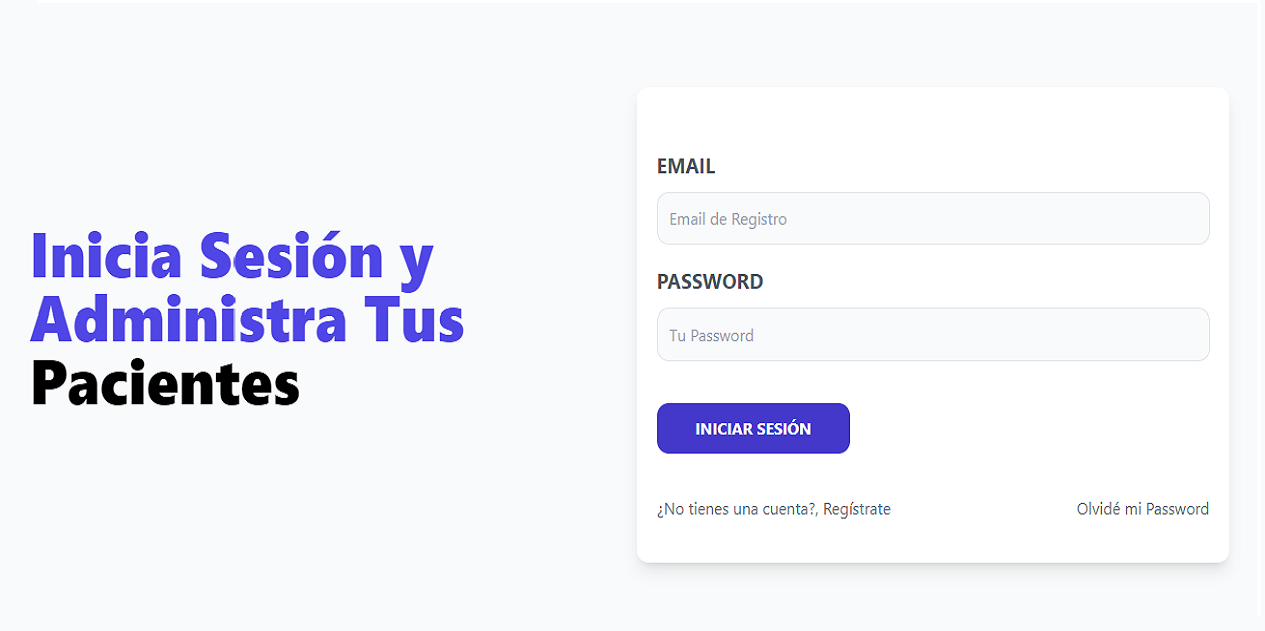 Inicia Sesión y
Administra Tus
Pacientes
EMAIL
Email de Registro
PASSWORD
Tu Password
INICIAR SESIÓN
¿No tienes una cuenta?, Regístrate
Olvidé mi Password